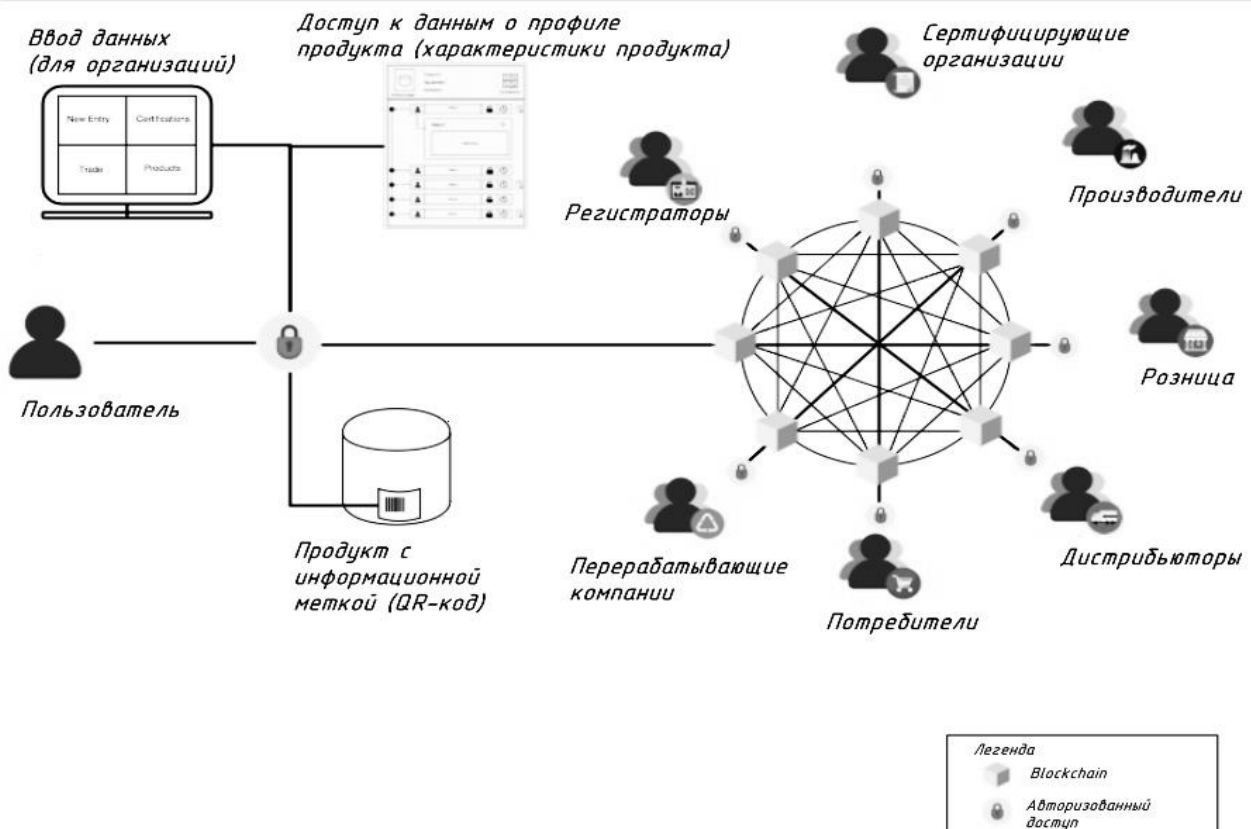 Ввод данных
(для организаций)
Доступ к данным о профиле
продукта (характеристики продукта)
Сертифицирующие
организации
New Entry
Certifications
Trade
Products
Регистраторы
Производители
Пользователь
Розница
Продукт с
информационной
меткой (QR-код)
Перерабатывающие
компании
Дистрибьюторы
Потребители
Легенда
Blockchain
Авторизованный
доступ